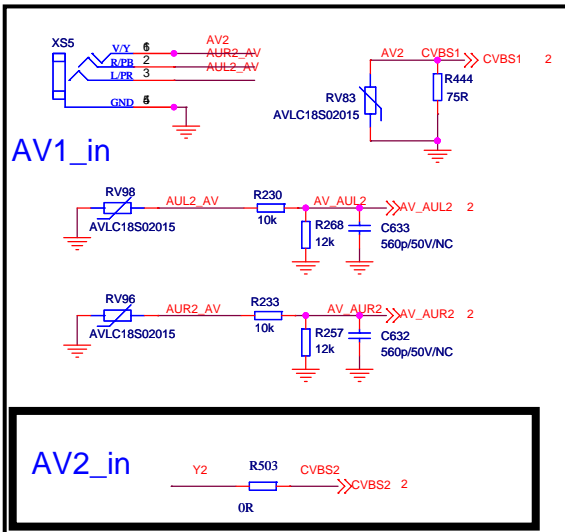 XS5
V/Y
R/PB
L/PR
GND
2
3
AV2
AUR2_AV
AUL2_AV
AV2
CVBS1
CVBS1 2
RV83
AVLC18S02015
R444
75R
AV1_in
RV98
AVLC18S02015
AUL2_AV
R230
10k
AV_AUL2
AV_AUL2 2
R268
12k
C633
560p/50V/NC
RV96
AVLC18S02015
AUR2_AV
R233
10k
AV_AUR2
AV_AUR2 2
R257
12k
C632
560p/50V/NC
AV2_in
Y2
R503
0R
CVBS2
CVBS2 2